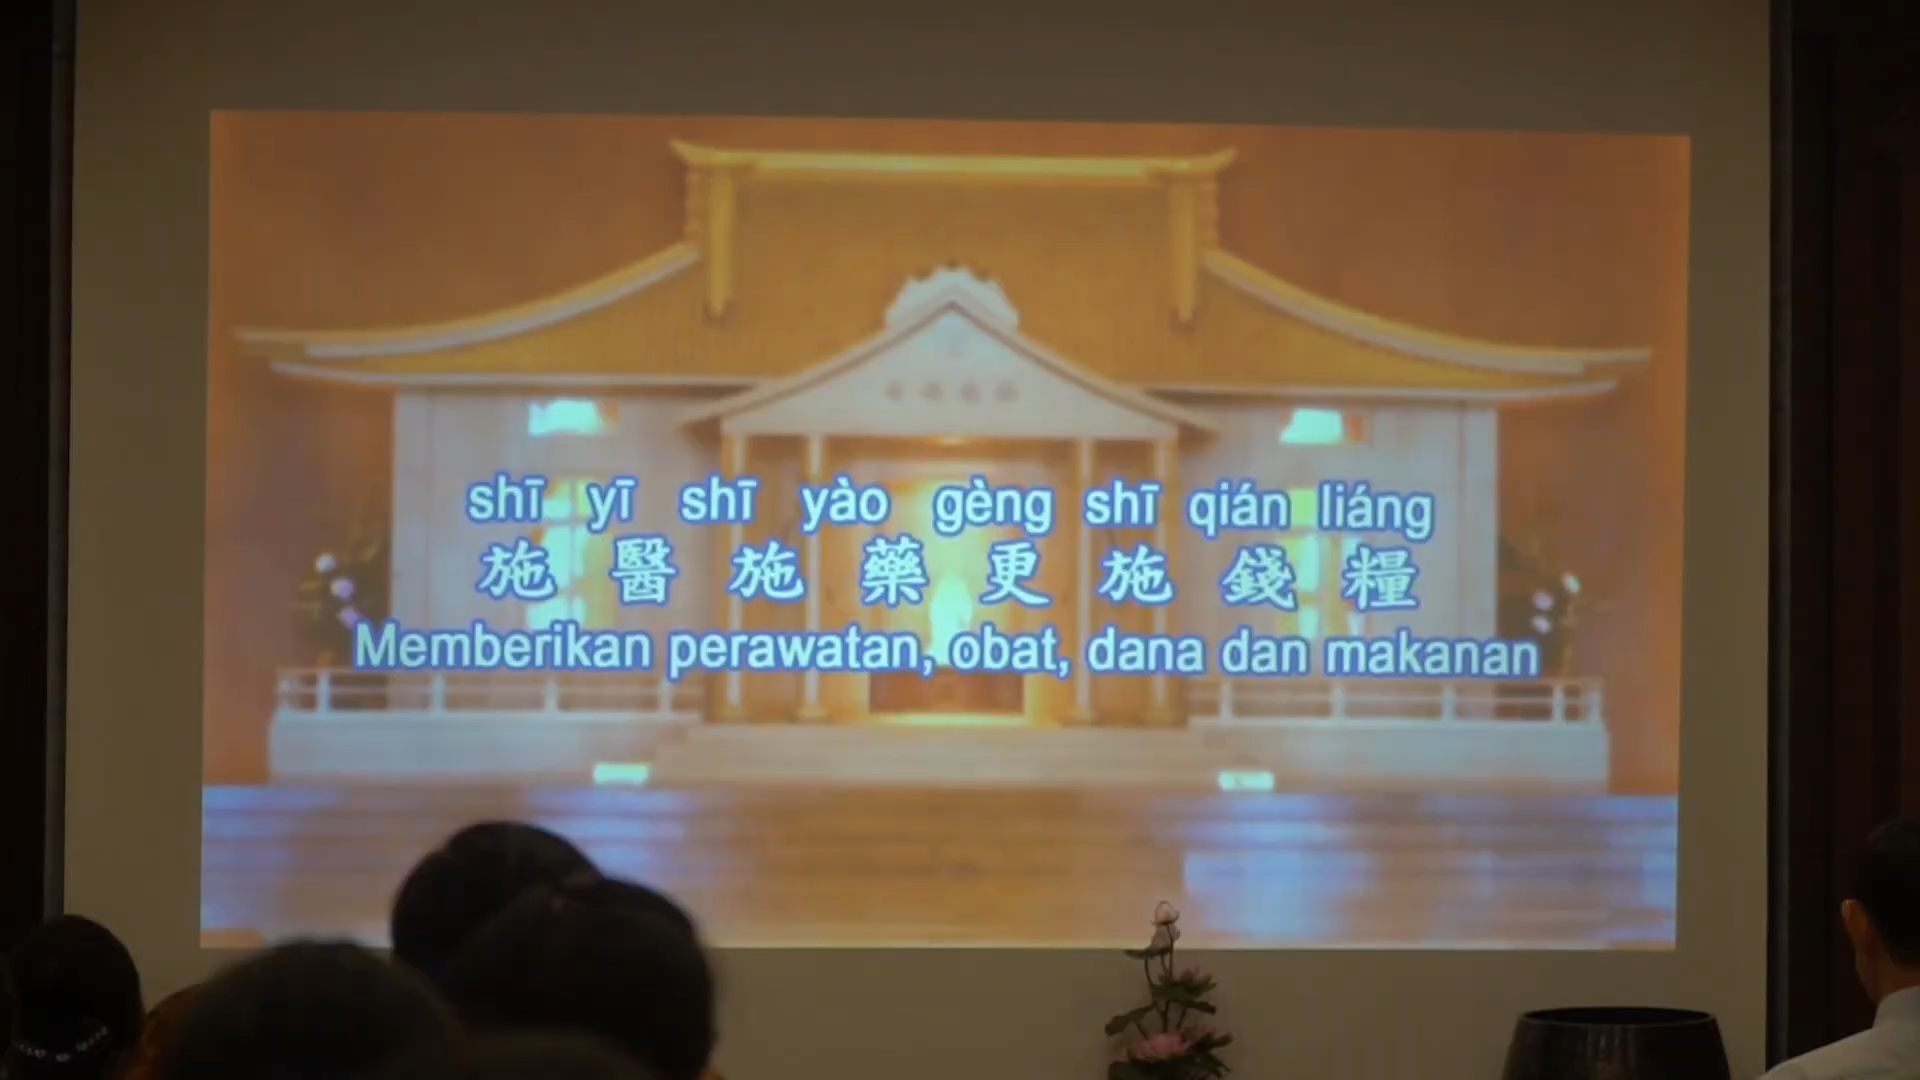 shī yī shī yào gèng shī qián liáng
施醫施藥更施錢糧
Memberikan perawatan, obat, dana dan makanan